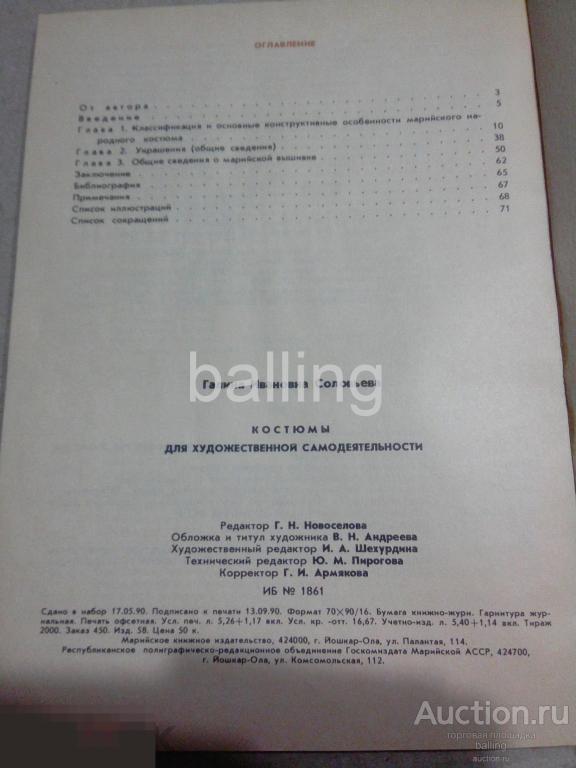 ОГЛАВЛЕНИЕ
От автора 3
Введение 5
Глава 1. Классификация и основные конструктивные особенности марийского на-
родного костюма 10
Глава 2. Украшения (общие сведения) 38
Глава 3. Общие сведения о марийской вышивке 50
Заключение 62
Библиография 65
Примечания 67
Список иллюстраций 68
Список сокращений 71
balling
Галина Ивановна Соловьева
КОСТЮМЫ
ДЛЯ ХУДОЖЕСТВЕННОЙ САМОДЕЯТЕЛЬНОСТИ
Редактор Г. Н. Новоселова
Обложка и титул художника В. Н. Андреева
Художественный редактор И. А. Шехурдина
Технический редактор Ю. М. Пирогова
Корректор Г. И. Армякова
ИБ № 1861
Сдано в набор 17.05.90. Подписано к печати 13.09.90. Формат 70×90/16. Бумага книжно-журн. Гарнитура жур-
нальная. Печать офсетная. Усл. печ. л. 5,26+1,17 вкл. Усл. кр.-отт. 16,67. Учетно-изд. л. 5,40+1,14 вкл. Тираж
2000. Заказ 450. Изд. 58. Цена 50 к.
Марийское книжное издательство, 424000, г. Йошкар-Ола, ул. Палантая, 114.
Республиканское полиграфическо-редакционное объединение Госкомиздата Марийской АССР, 424700,
г. Йошкар-Ола, ул. Комсомольская, 112.
Auction.ru
торговая площадка
balling
auction.ru